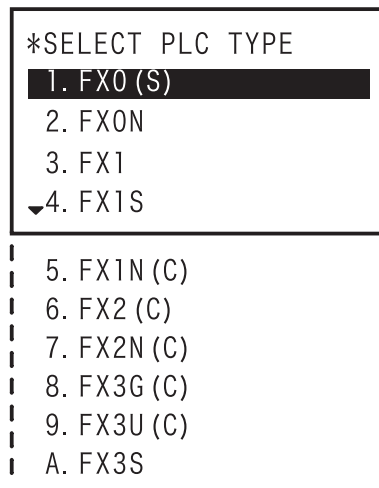 *SELECT PLC TYPE
1. FX0(S)
2. FX0N
3. FX1
4. FX1S
5. FX1N(C)
6. FX2(C)
7. FX2N(C)
8. FX3G(C)
9. FX3U(C)
A. FX3S